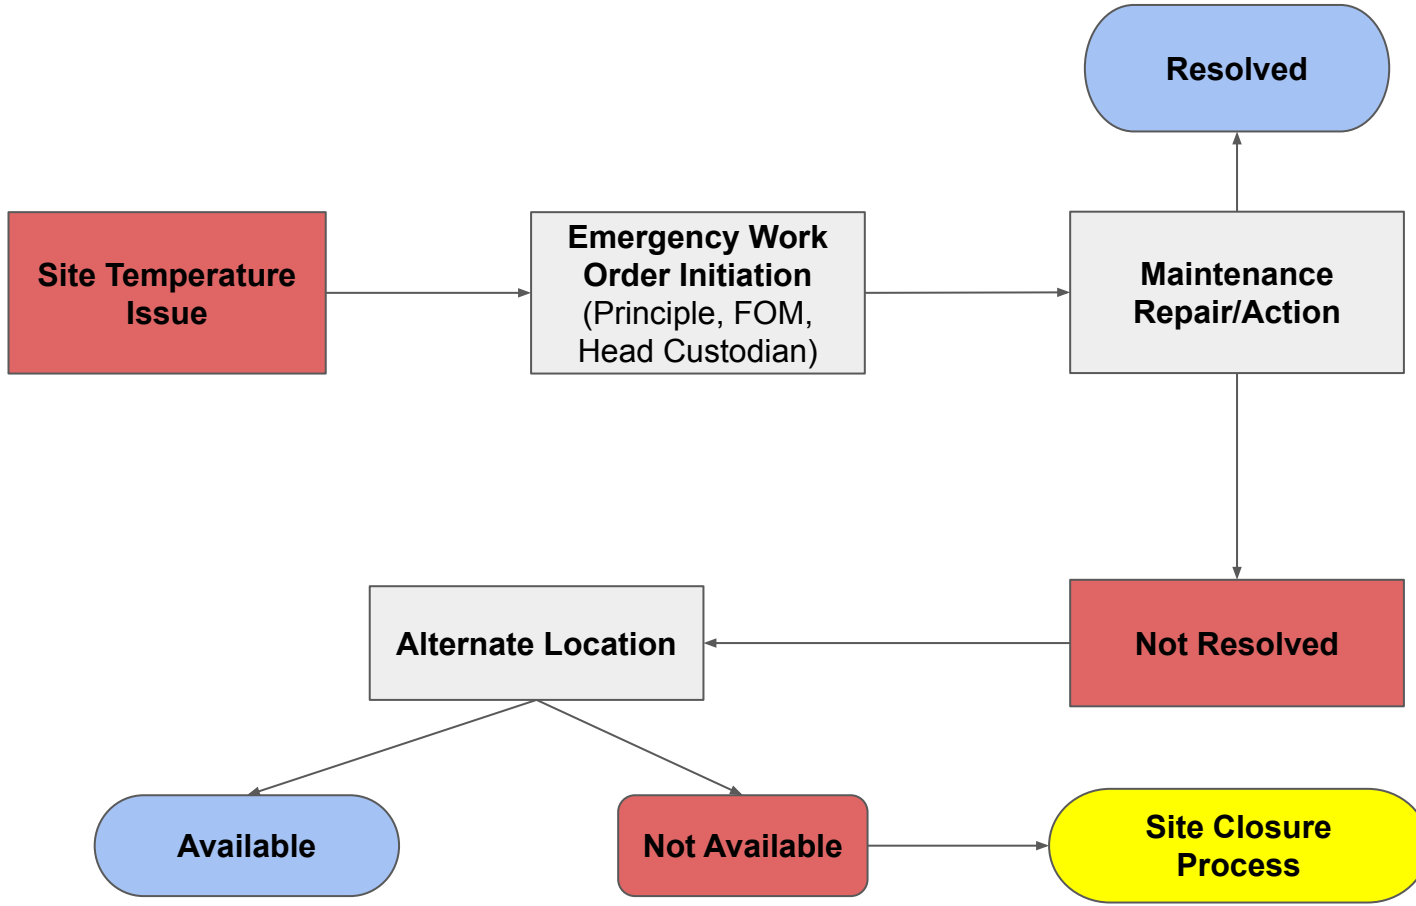 Resolved
Site Temperature
Issue
Emergency Work
Order Initiation
(Principle, FOM,
Head Custodian)
Maintenance
Repair/Action
Alternate Location
Not Resolved
Available
Not Available
Site Closure
Process